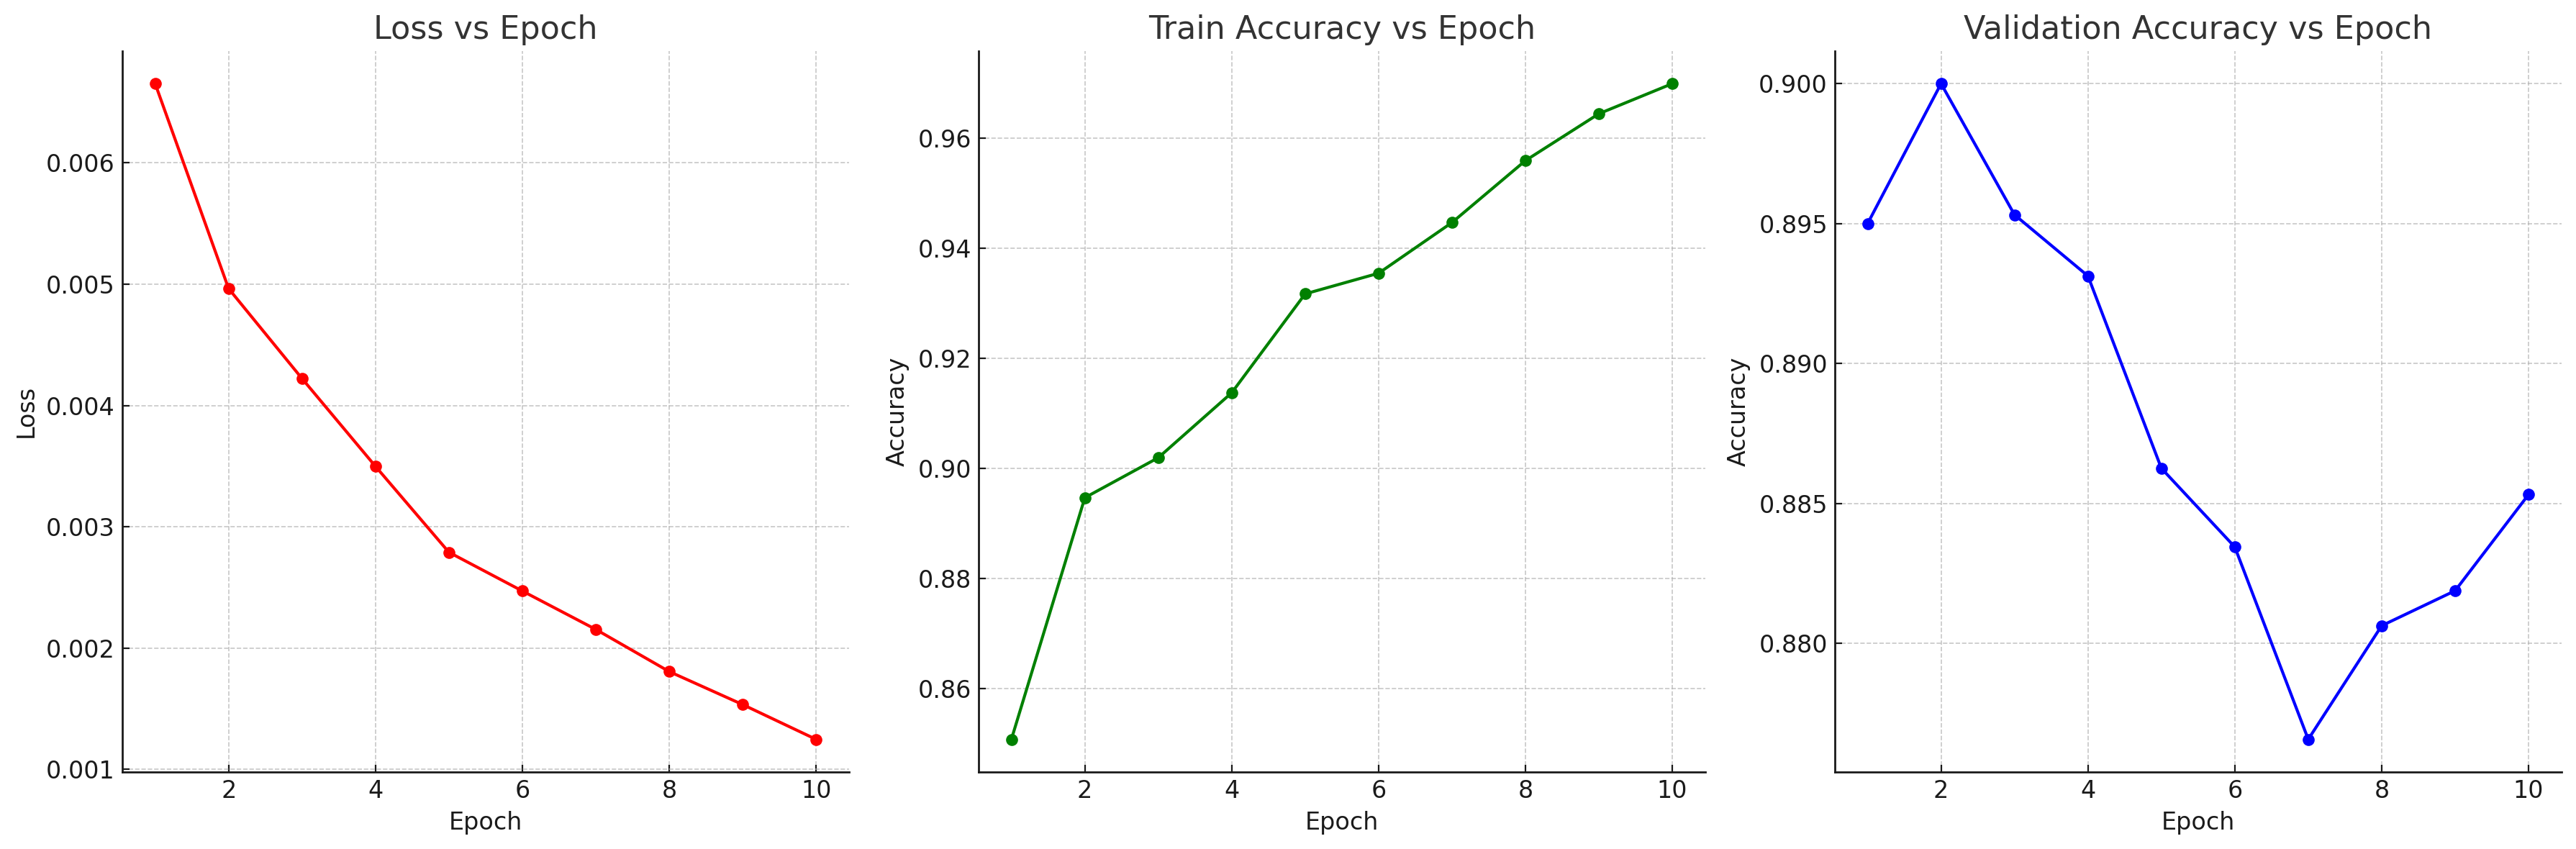 Loss vs Epoch
Loss
0.006
0.005
0.004
0.003
0.002
0.001
2 4 6 8 10
Epoch
Train Accuracy vs Epoch
Accuracy
0.96
0.94
0.92
0.90
0.88
0.86
2 4 6 8 10
Epoch
Validation Accuracy vs Epoch
Accuracy
0.900
0.895
0.890
0.885
0.880
2 4 6 8 10
Epoch